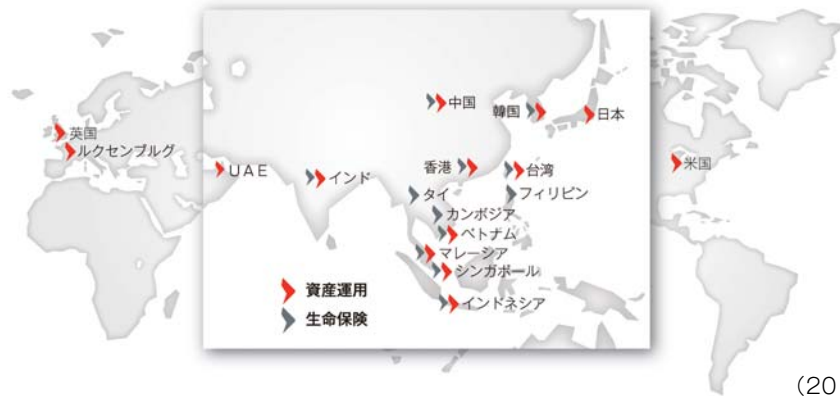 中国
韓国
日本
英国
ルクセンブルグ
米国
UAE
インド
香港
台湾
タイ
フィリピン
カンボジア
ベトナム
マレーシア
シンガポール
インドネシア
資産運用
生命保険
(20